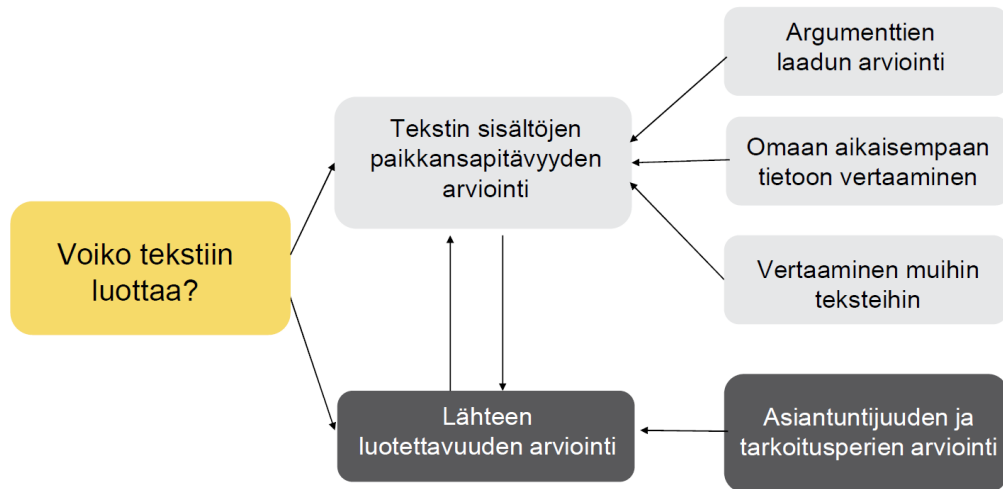 Voiko tekstiin
luottaa?
Tekstin sisältöjen
paikkansapitävyyden
arviointi
Lähteen
luotettavuuden arviointi
Argumenttien
laadun arviointi
Omaan aikaisempaan
tietoon vertaaminen
Vertaaminen muihin
teksteihin
Asiantuntijuuden ja
tarkoitusperien arviointi